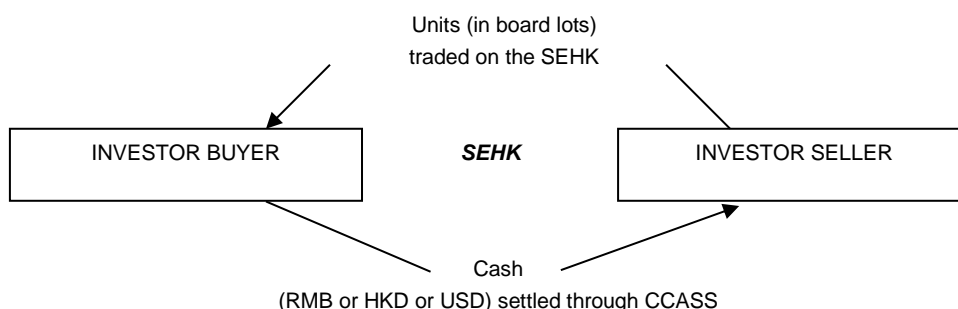 Units (in board lots)
traded on the SEHK
INVESTOR BUYER
SEHK
INVESTOR SELLER
Cash
(RMB or HKD or USD) settled through CCASS